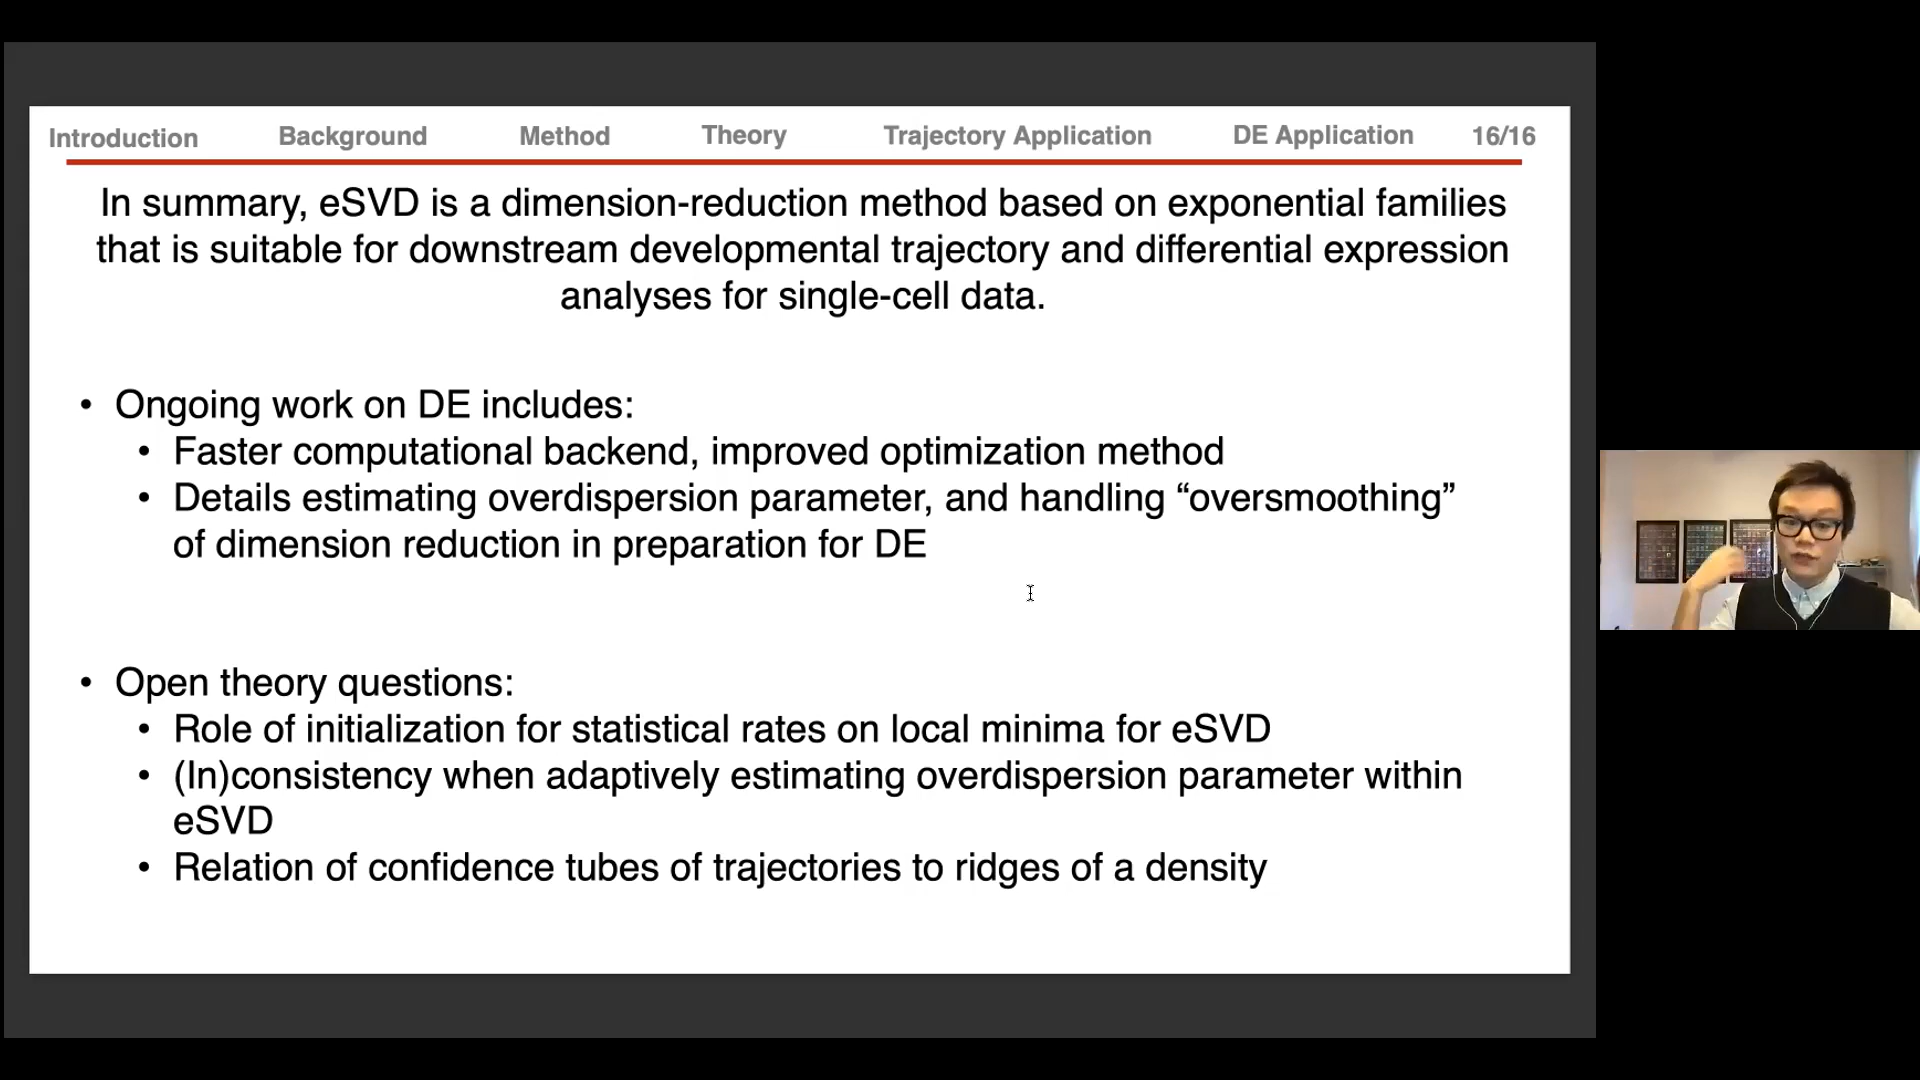 Introduction Background Method Theory Trajectory Application DE Application 16/16
In summary, eSVD is a dimension-reduction method based on exponential families
that is suitable for downstream developmental trajectory and differential expression
analyses for single-cell data.
• Ongoing work on DE includes:
• Faster computational backend, improved optimization method
• Details estimating overdispersion parameter, and handling “oversmoothing”
of dimension reduction in preparation for DE
• Open theory questions:
• Role of initialization for statistical rates on local minima for eSVD
• (In)consistency when adaptively estimating overdispersion parameter within
eSVD
• Relation of confidence tubes of trajectories to ridges of a density